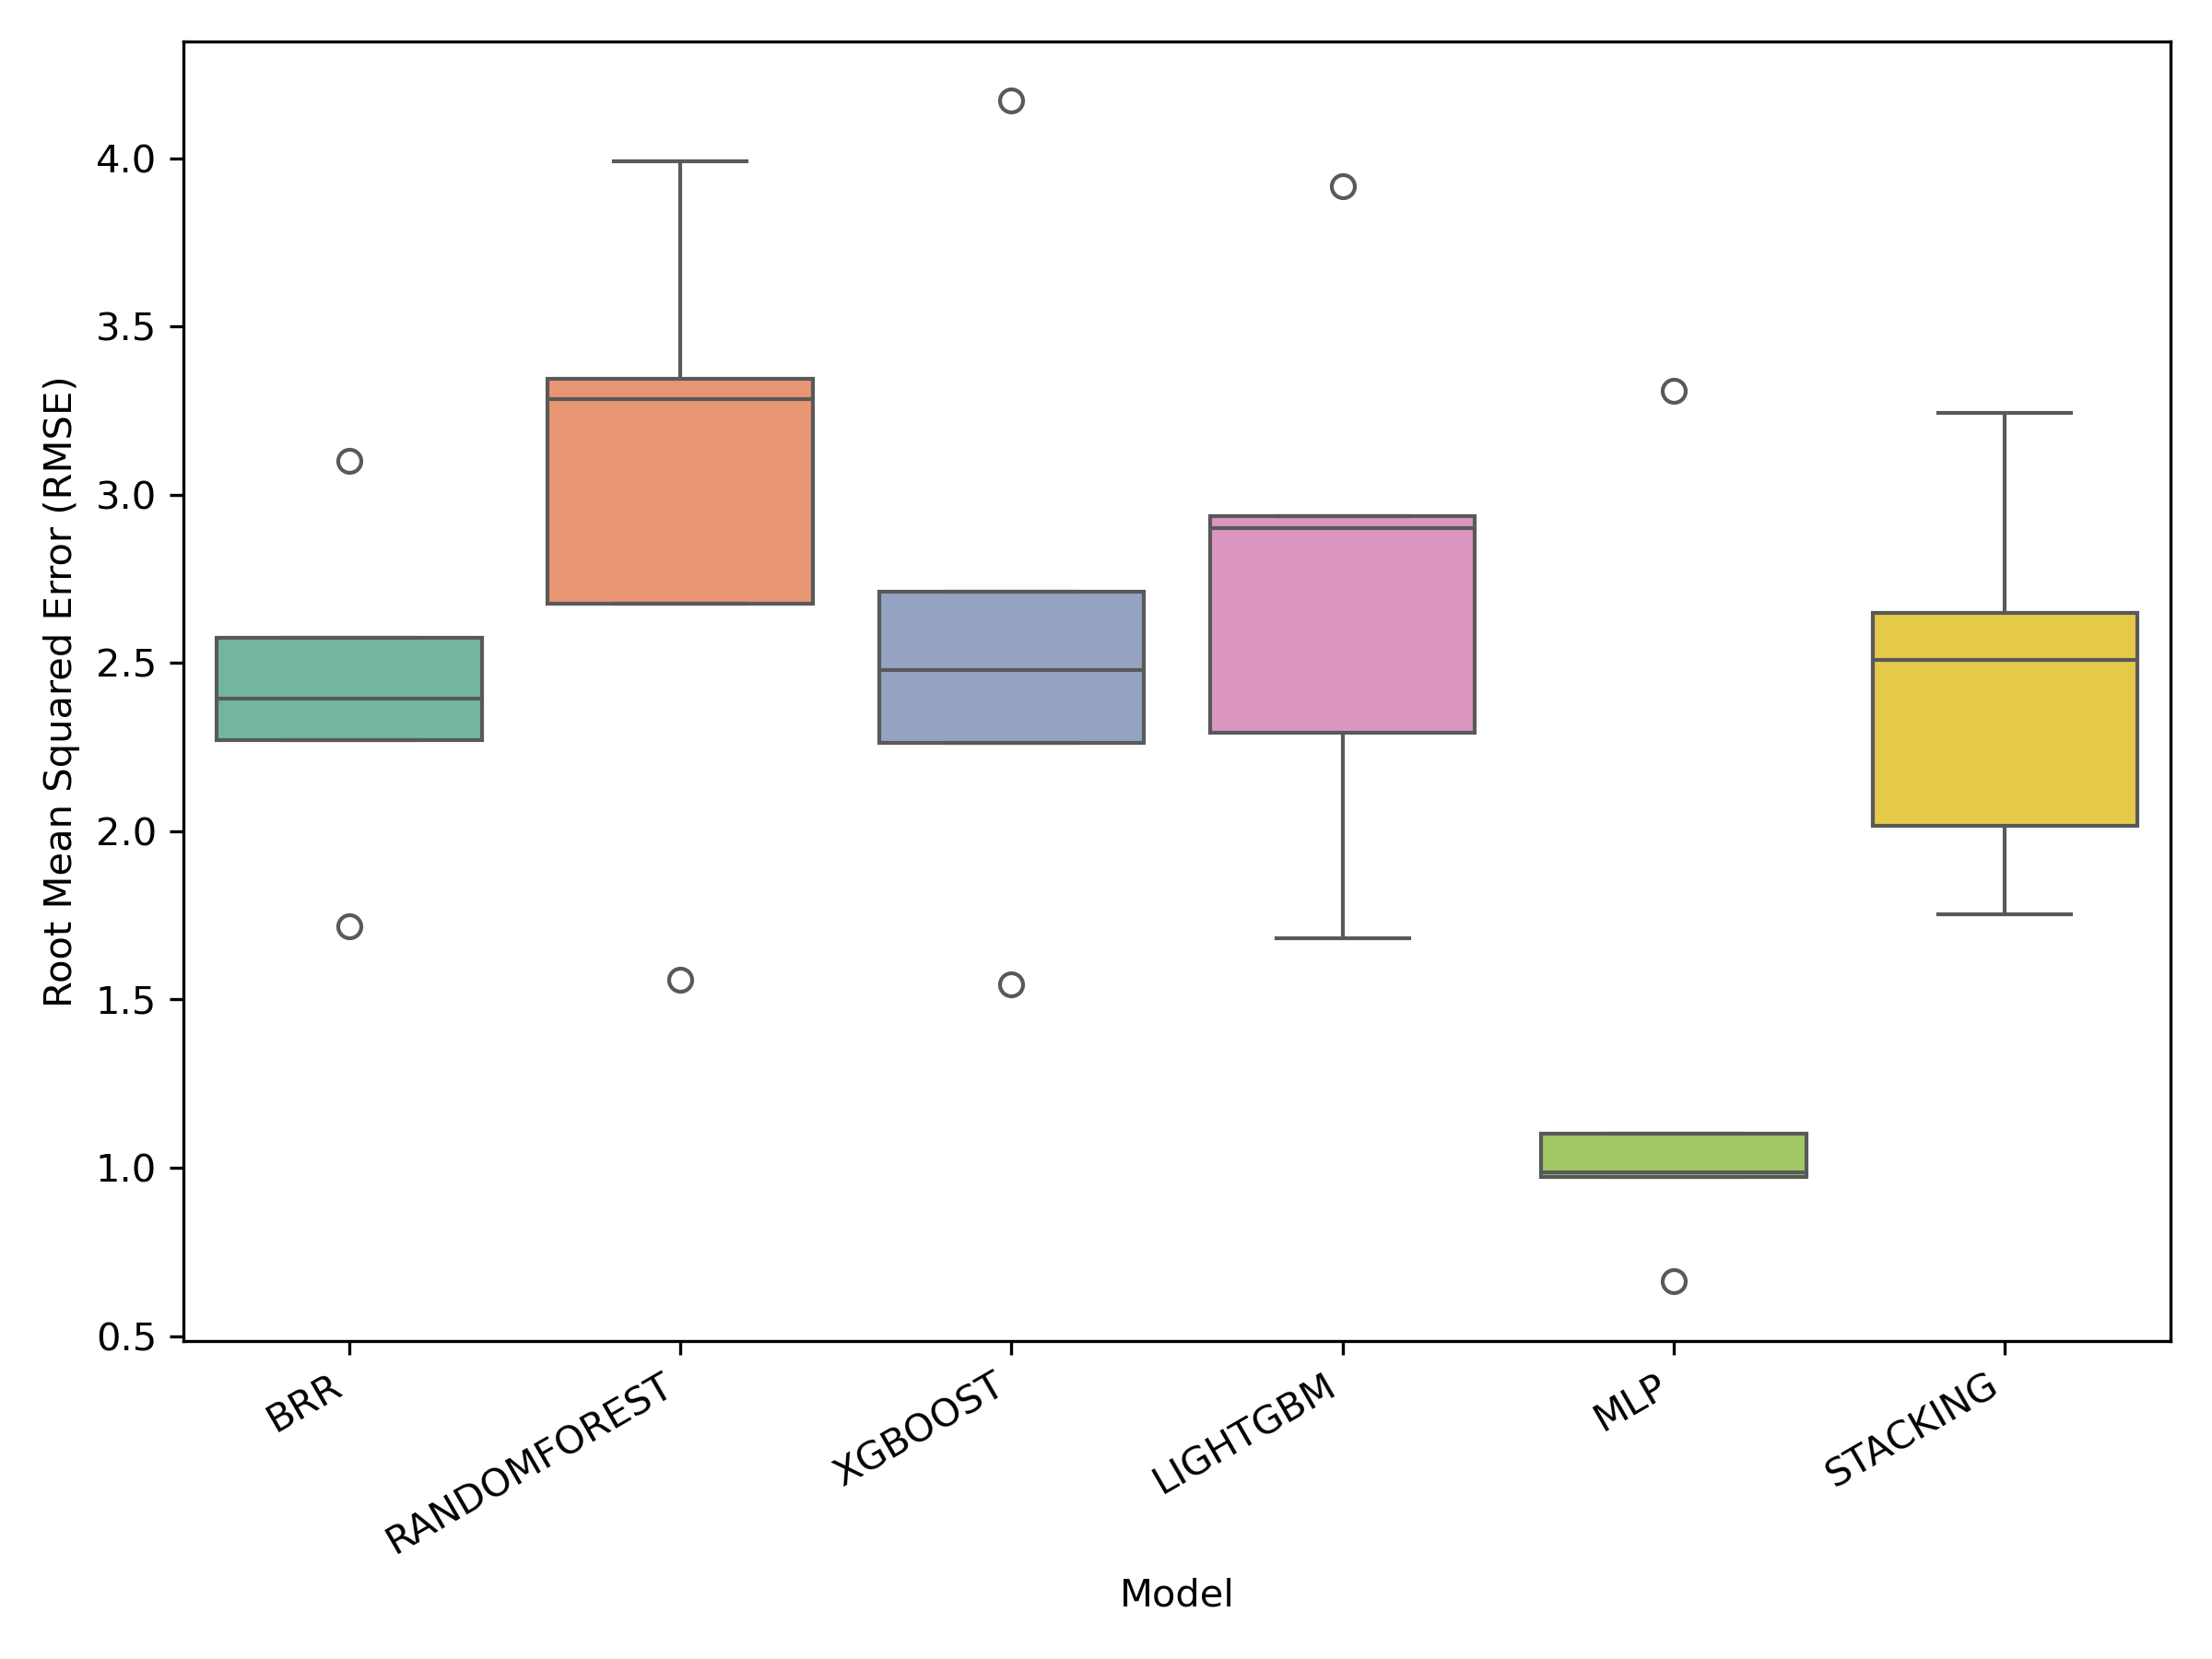 Root Mean Squared Error (RMSE)
4.0
3.5
3.0
2.5
2.0
1.5
1.0
0.5
BRR
RANDOMFOREST
XGBOOST
LIGHTGBM
MLP
STACKING
Model